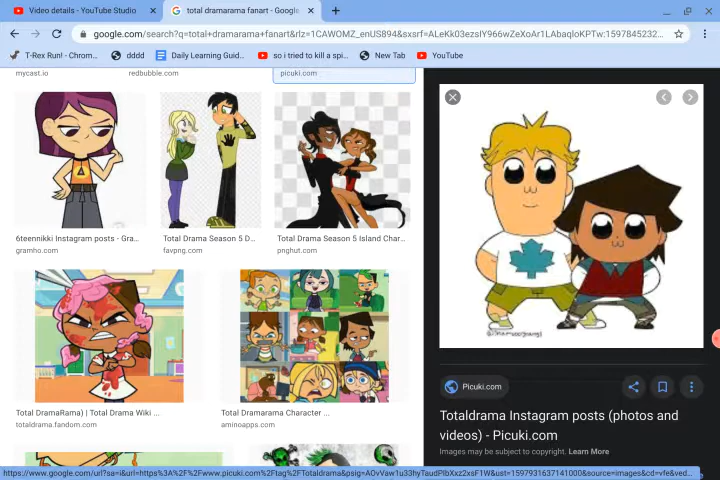 Video details - YouTube Studio
total dramarama fanart - Google
google.com/search?q=total+dramarama+fanart&rlz=1CAWOMZ_enUS894&sxsrf=ALeKk03ezsIY966wZeXoAr1LAbaqloKPTw:1597845232...
T-Rex Run! - Chrom...
dddd
Daily Learning Guid...
so i tried to kill a spi...
New Tab
YouTube
mycast.io
redbubble.com
picuki.com
6teennikki Instagram posts - Gra...
gramho.com
Total Drama Season 5 D...
favpng.com
Total Drama Season 5 Island Char...
pnghut.com
Total DramaRama) | Total Drama Wiki ...
totaldrama.fandom.com
Total Dramarama Character ...
aminoapps.com
Picuki.com
Totaldrama Instagram posts (photos and
videos) - Picuki.com
Images may be subject to copyright. Learn More
https://www.google.com/url?sa=i&url=https%3A%2F%2Fwww.picuki.com%2Ftag%2FTotaldrama&psig=AOvVaw1u33hyTaudPIbXxz2xsF1W&ust=1597931637141000&source=images&cd=vfe&ved...